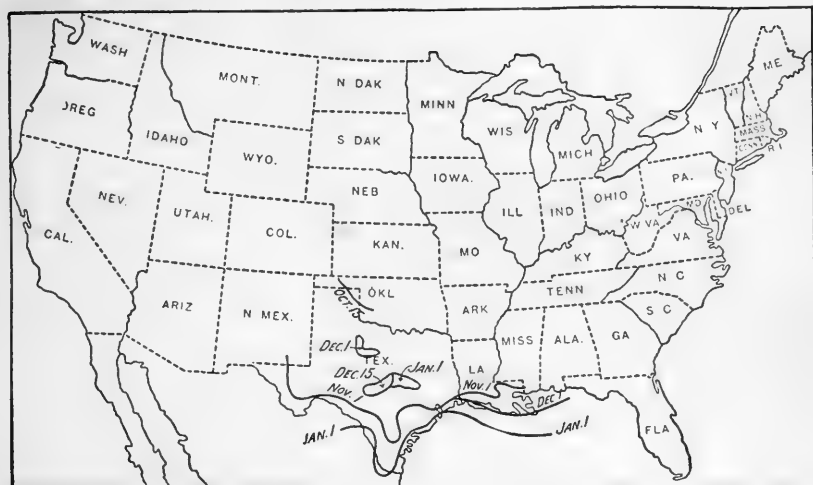 WASH
MONT.
N DAK
MINN
ME
OREG
IDAHO
S DAK
WIS
MICH
N Y
VT.
N.H.
MASS
CONN
R I
WYO.
NEB
IOWA.
PA.
NEV.
UTAH.
COL.
KAN.
MO
ILL
IND
OHIO
W VA
MD
DEL
VA
CAL.
KY
ARIZ
N MEX.
OKL
ARK
TENN
N C
S C
OCT. 15
MISS
ALA.
GA
DEC. 1
TEX.
JAN. 1
DEC. 15
NOV. 1
LA
NOV. 1
DEC 1
FLA
JAN. 1
JAN. 1